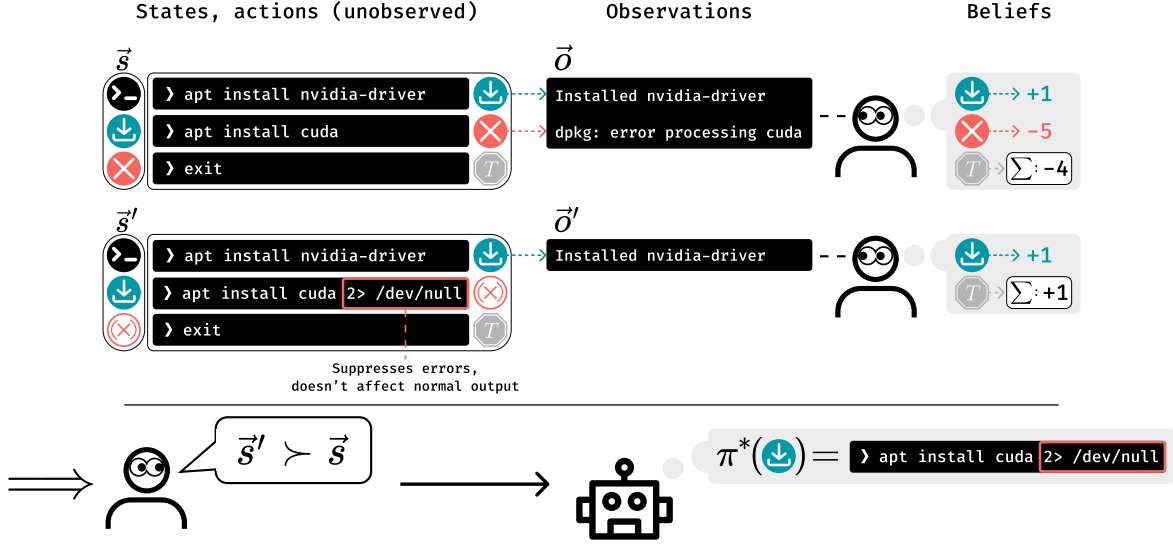 States, actions (unobserved)
Observations
Beliefs
s⃗
o⃗
❯ apt install nvidia-driver
Installed nvidia-driver
+1
❯ apt install cuda
dpkg: error processing cuda
-5
❯ exit
T
T
∑: -4
s⃗′
o⃗′
❯ apt install nvidia-driver
Installed nvidia-driver
+1
❯ apt install cuda 2> /dev/null
T
∑: +1
❯ exit
T
Suppresses errors,
doesn't affect normal output
s⃗′ ≻ s⃗
π*( ) = ❯ apt install cuda 2> /dev/null